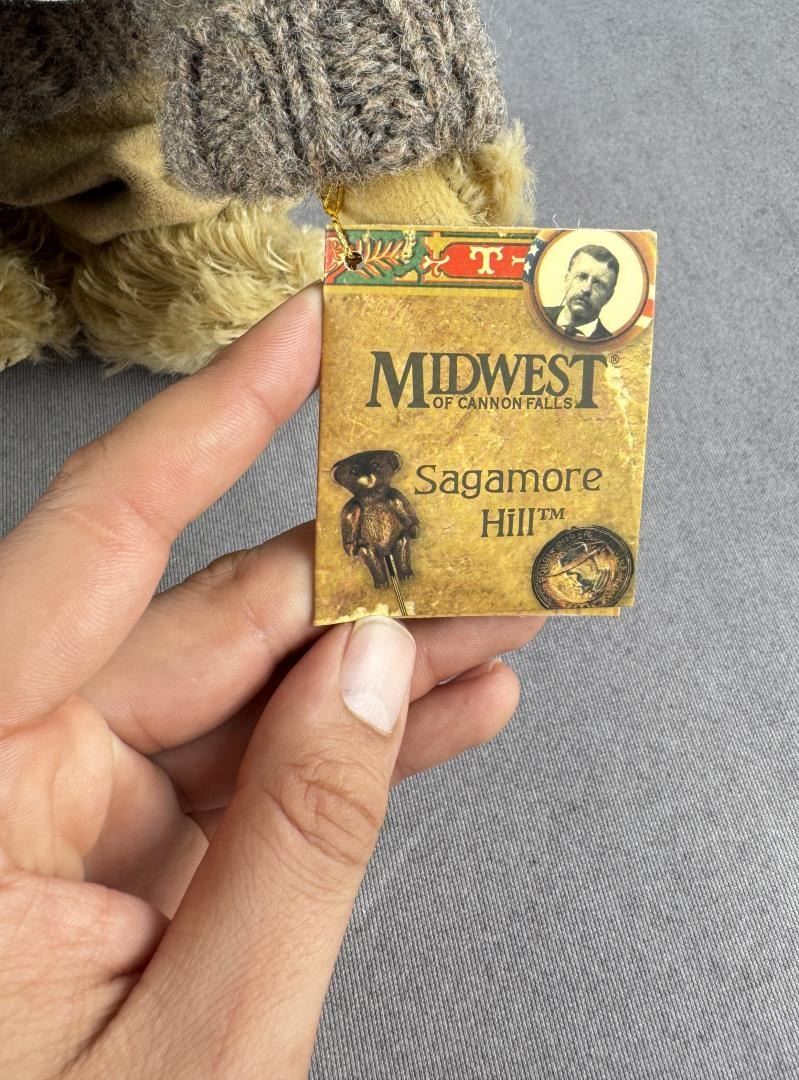 T
MIDWEST®
OF CANNON FALLS
Sagamore
Hill™